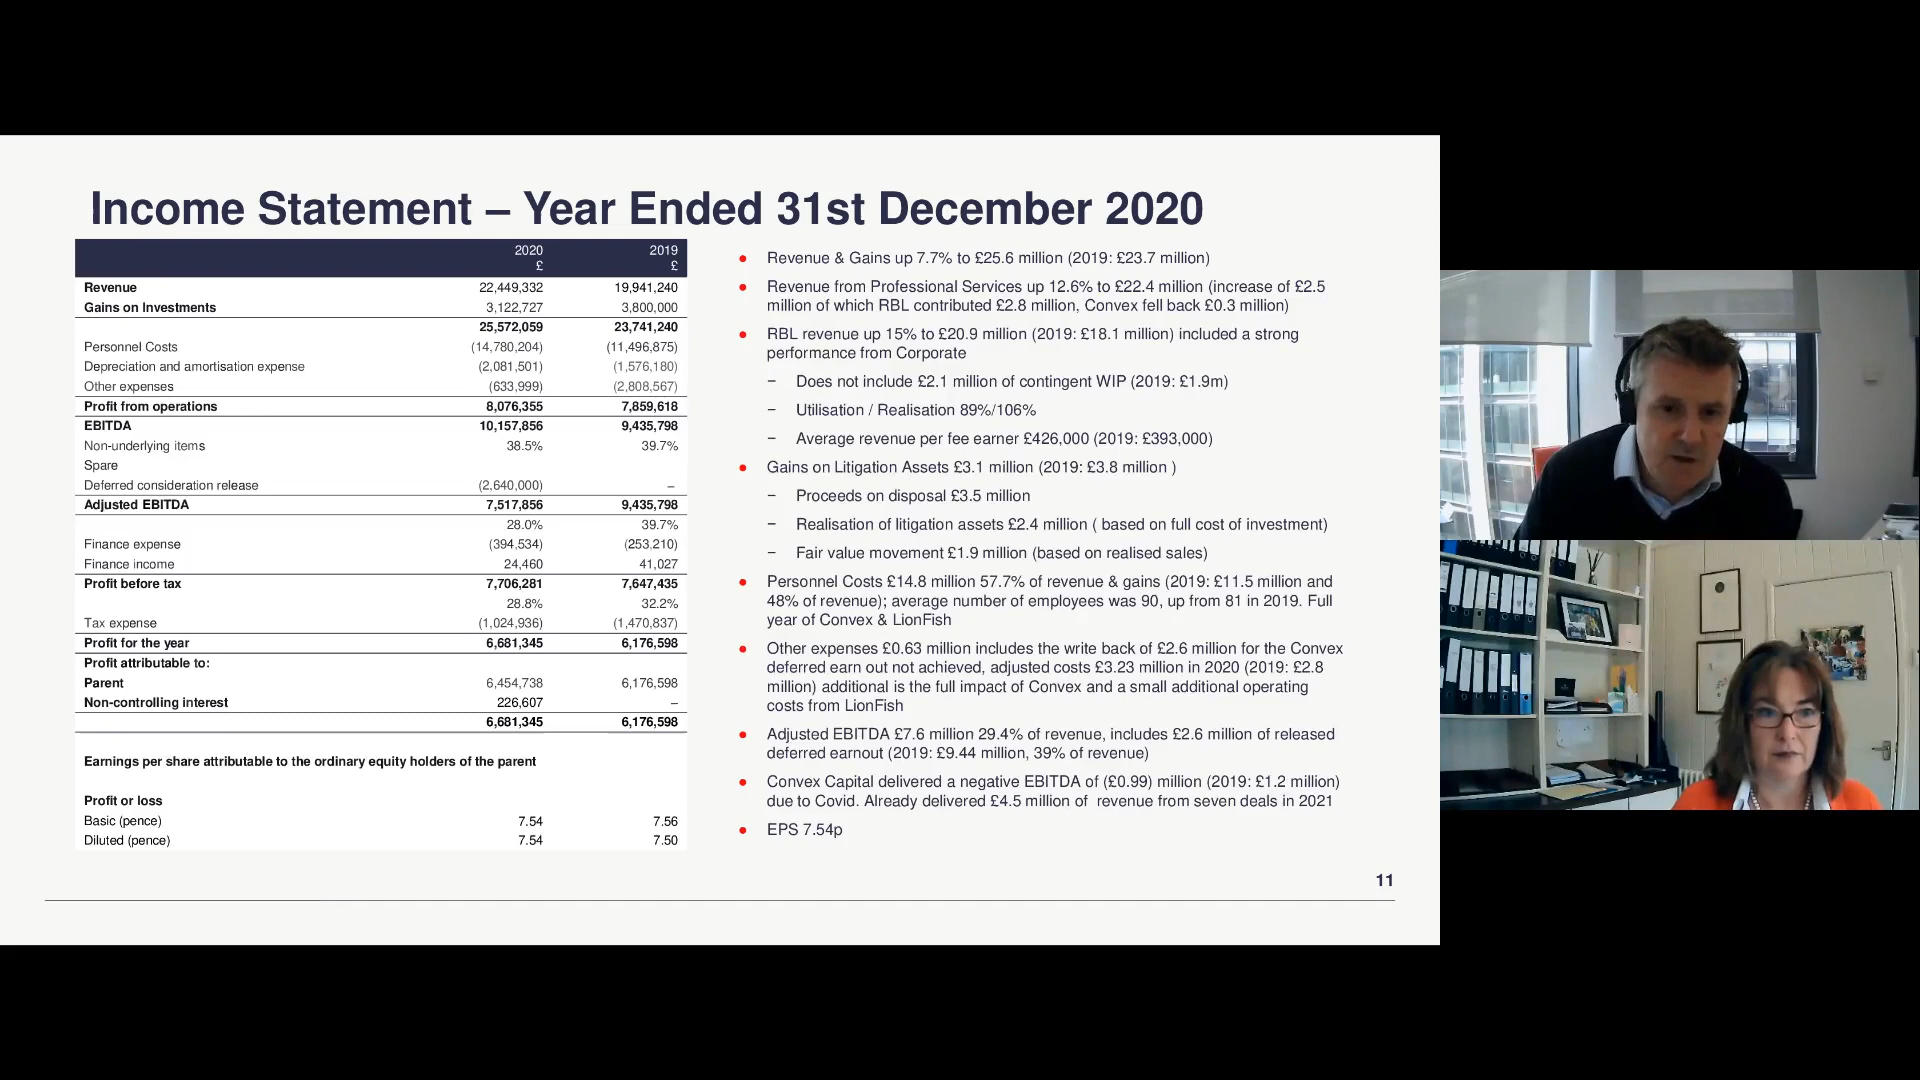 Income Statement – Year Ended 31st December 2020
2020 2019
£ £
Revenue 22,449,332 19,941,240
Gains on Investments 3,122,727 3,800,000
25,572,059 23,741,240
Personnel Costs (14,780,204) (11,496,875)
Depreciation and amortisation expense (2,081,501) (1,576,180)
Other expenses (633,999) (2,808,567)
Profit from operations 8,076,355 7,859,618
EBITDA 10,157,856 9,435,798
Non-underlying items 38.5% 39.7%
Spare
Deferred consideration release (2,640,000) –
Adjusted EBITDA 7,517,856 9,435,798
28.0% 39.7%
Finance expense (394,534) (253,210)
Finance income 24,460 41,027
Profit before tax 7,706,281 7,647,435
28.8% 32.2%
Tax expense (1,024,936) (1,470,837)
Profit for the year 6,681,345 6,176,598
Profit attributable to:
Parent 6,454,738 6,176,598
Non-controlling interest 226,607 –
6,681,345 6,176,598
Earnings per share attributable to the ordinary equity holders of the parent
Profit or loss
Basic (pence) 7.54 7.56
Diluted (pence) 7.54 7.50
• Revenue & Gains up 7.7% to £25.6 million (2019: £23.7 million)
• Revenue from Professional Services up 12.6% to £22.4 million (increase of £2.5
million of which RBL contributed £2.8 million, Convex fell back £0.3 million)
• RBL revenue up 15% to £20.9 million (2019: £18.1 million) included a strong
performance from Corporate
– Does not include £2.1 million of contingent WIP (2019: £1.9m)
– Utilisation / Realisation 89%/106%
– Average revenue per fee earner £426,000 (2019: £393,000)
• Gains on Litigation Assets £3.1 million (2019: £3.8 million )
– Proceeds on disposal £3.5 million
– Realisation of litigation assets £2.4 million ( based on full cost of investment)
– Fair value movement £1.9 million (based on realised sales)
• Personnel Costs £14.8 million 57.7% of revenue & gains (2019: £11.5 million and
48% of revenue); average number of employees was 90, up from 81 in 2019. Full
year of Convex & LionFish
• Other expenses £0.63 million includes the write back of £2.6 million for the Convex
deferred earn out not achieved, adjusted costs £3.23 million in 2020 (2019: £2.8
million) additional is the full impact of Convex and a small additional operating
costs from LionFish
• Adjusted EBITDA £7.6 million 29.4% of revenue, includes £2.6 million of released
deferred earnout (2019: £9.44 million, 39% of revenue)
• Convex Capital delivered a negative EBITDA of (£0.99) million (2019: £1.2 million)
due to Covid. Already delivered £4.5 million of revenue from seven deals in 2021
• EPS 7.54p
11